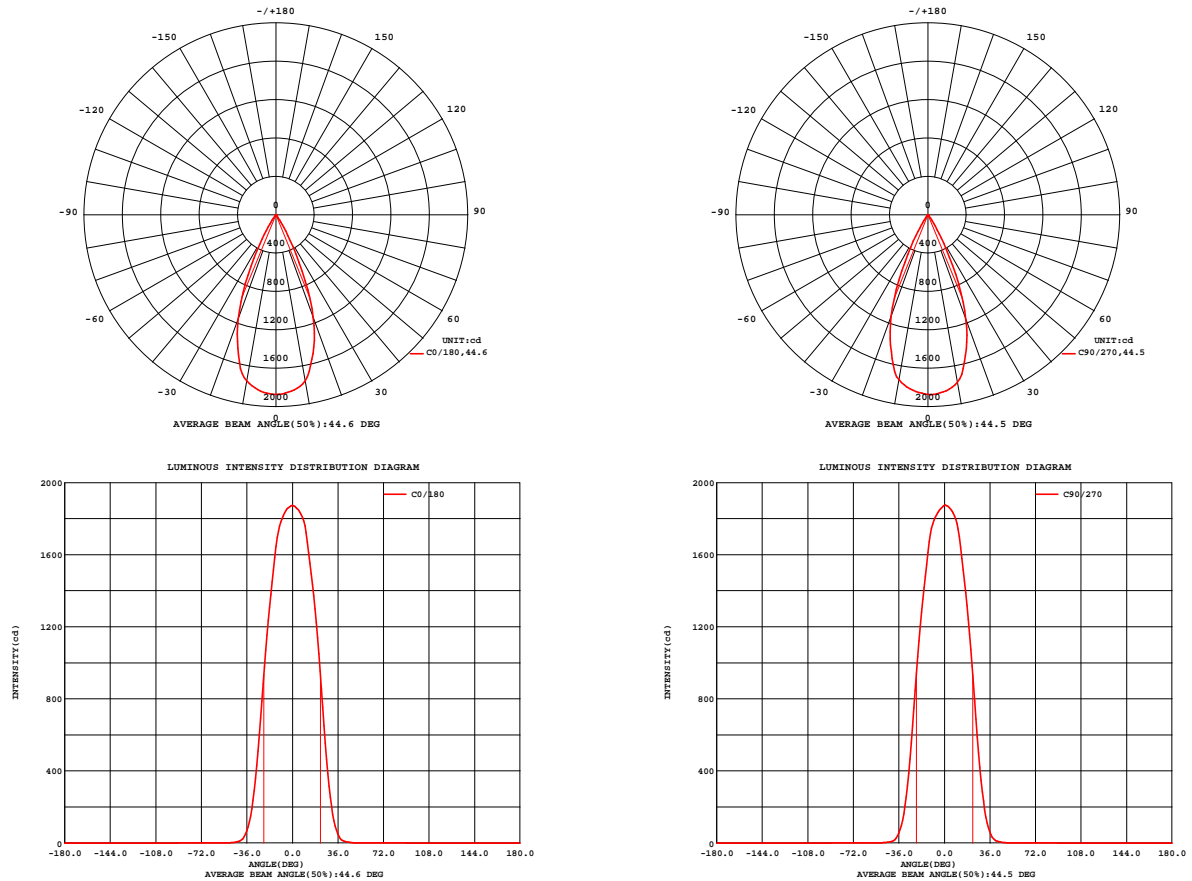 -/+180
-150
150
-120
120
-90
90
-60
60
-30
30
0
0
400
800
1200
1600
2000
UNIT:cd
C0/180,44.6
AVERAGE BEAM ANGLE(50%):44.6 DEG
-/+180
-150
150
-120
120
-90
90
-60
60
-30
30
0
0
400
800
1200
1600
2000
UNIT:cd
C90/270,44.5
AVERAGE BEAM ANGLE(50%):44.5 DEG
LUMINOUS INTENSITY DISTRIBUTION DIAGRAM
C0/180
INTENSITY(cd)
2000
1600
1200
800
400
0
-180.0 -144.0 -108.0 -72.0 -36.0 0.0 36.0 72.0 108.0 144.0 180.0
ANGLE(DEG)
AVERAGE BEAM ANGLE(50%):44.6 DEG
LUMINOUS INTENSITY DISTRIBUTION DIAGRAM
C90/270
INTENSITY(cd)
2000
1600
1200
800
400
0
-180.0 -144.0 -108.0 -72.0 -36.0 0.0 36.0 72.0 108.0 144.0 180.0
ANGLE(DEG)
AVERAGE BEAM ANGLE(50%):44.5 DEG